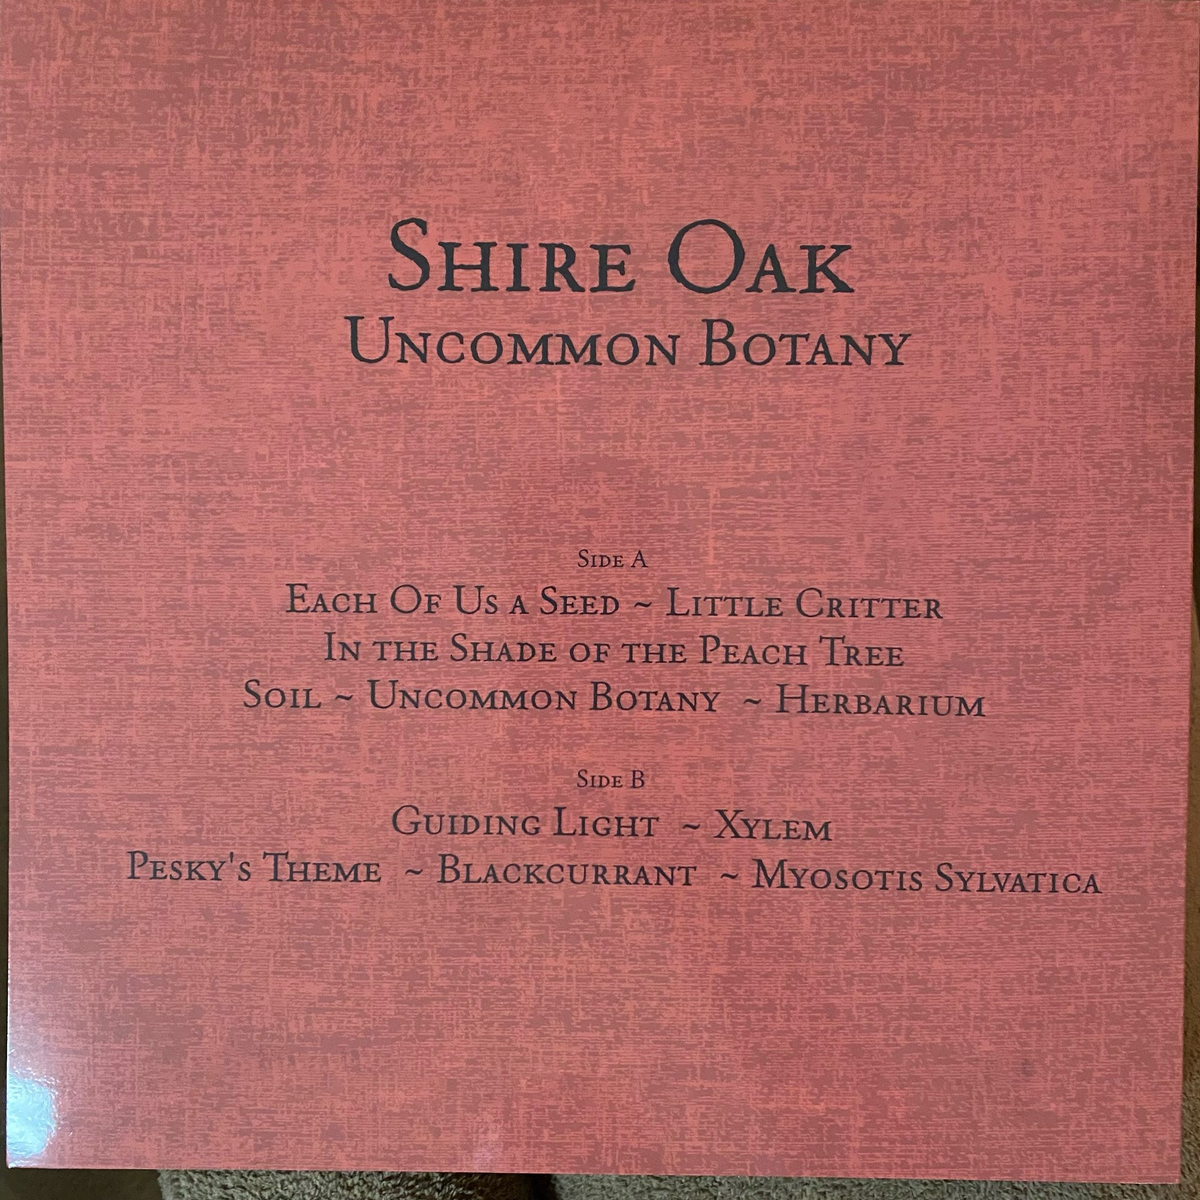 Shire Oak
Uncommon Botany
Side A
Each Of Us a Seed ~ Little Critter
In the Shade of the Peach Tree
Soil ~ Uncommon Botany ~ Herbarium
Side B
Guiding Light ~ Xylem
Pesky's Theme ~ Blackcurrant ~ Myosotis Sylvatica